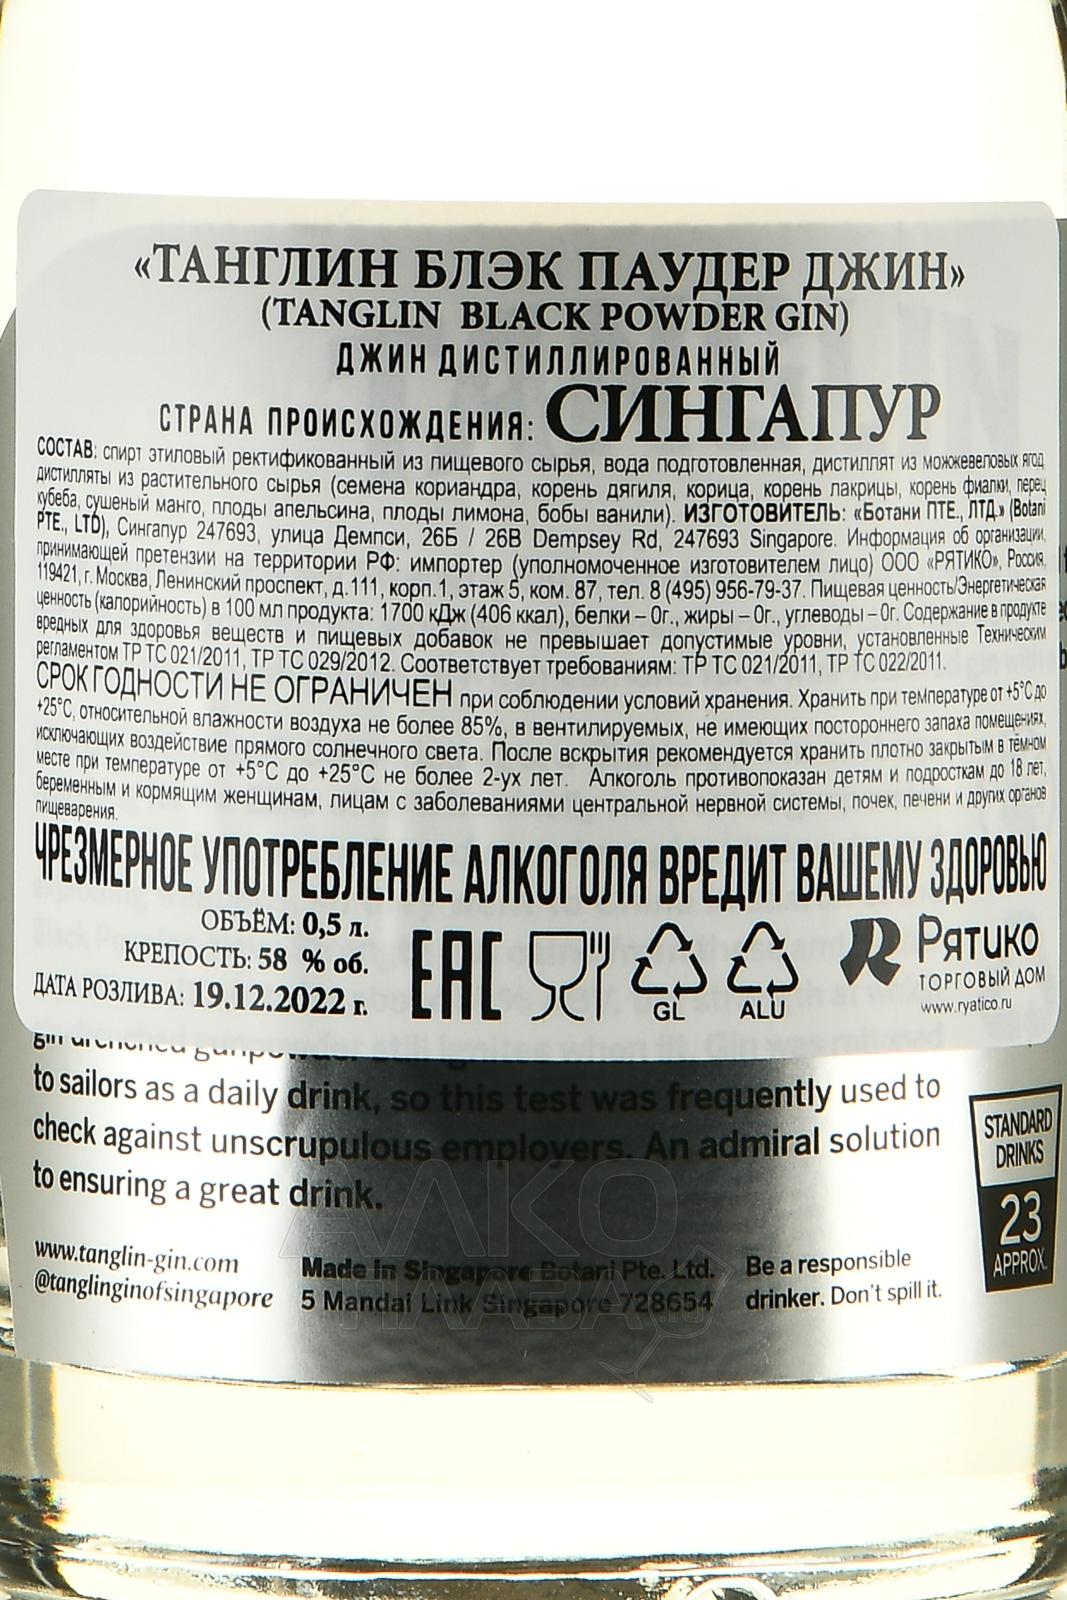 «ТАНГЛИН БЛЭК ПАУДЕР ДЖИН»
(TANGLIN BLACK POWDER GIN)
ДЖИН ДИСТИЛЛИРОВАННЫЙ
СТРАНА ПРОИСХОЖДЕНИЯ: СИНГАПУР
СОСТАВ: спирт этиловый ректификованный из пищевого сырья, вода подготовленная, дистиллят из можжевеловых ягод,
дистилляты из растительного сырья (семена кориандра, корень дягиля, корица, корень лакрицы, корень фиалки, перец
кубеба, сушеный манго, плоды апельсина, плоды лимона, бобы ванили). ИЗГОТОВИТЕЛЬ: «Ботани ПТЕ., ЛТД.» (Botani
PTE., LTD), Сингапур 247693, улица Демпси, 26Б / 26B Dempsey Rd, 247693 Singapore. Информация об организации,
принимающей претензии на территории РФ: импортер (уполномоченное изготовителем лицо) ООО «РЯТИКО», Россия,
119421, г. Москва, Ленинский проспект, д.111, корп.1, этаж 5, ком. 87, тел. 8 (495) 956-79-37. Пищевая ценность/Энергетическая
ценность (калорийность) в 100 мл продукта: 1700 кДж (406 ккал), белки – 0г., жиры – 0г., углеводы – 0г. Содержание в продукте
вредных для здоровья веществ и пищевых добавок не превышает допустимые уровни, установленные Техническим
регламентом ТР ТС 021/2011, ТР ТС 029/2012. Соответствует требованиям: ТР ТС 021/2011, ТР ТС 022/2011.
СРОК ГОДНОСТИ НЕ ОГРАНИЧЕН при соблюдении условий хранения. Хранить при температуре от +5°C до
+25°C, относительной влажности воздуха не более 85%, в вентилируемых, не имеющих постороннего запаха помещениях,
исключающих воздействие прямого солнечного света. После вскрытия рекомендуется хранить плотно закрытым в тёмном
месте при температуре от +5°C до +25°C не более 2-ух лет. Алкоголь противопоказан детям и подросткам до 18 лет,
беременным и кормящим женщинам, лицам с заболеваниями центральной нервной системы, почек, печени и других органов
пищеварения.
ЧРЕЗМЕРНОЕ УПОТРЕБЛЕНИЕ АЛКОГОЛЯ ВРЕДИТ ВАШЕМУ ЗДОРОВЬЮ
ОБЪЁМ: 0,5 л.
КРЕПОСТЬ: 58 % об.
ДАТА РОЗЛИВА: 19.12.2022 г.
EAC
GL
ALU
Рятико
ТОРГОВЫЙ ДОМ
www.ryatico.ru
gin drenched gunpowder still ignites when lit. Gin was rationed
to sailors as a daily drink, so this test was frequently used to
check against unscrupulous employers. An admiral solution
to ensuring a great drink.
STANDARD
DRINKS
23
APPROX.
www.tanglin-gin.com
@tanglinginofsingapore
Made in Singapore Botani Pte. Ltd.
5 Mandai Link Singapore 728654
Be a responsible
drinker. Don't spill it.
АЛКО
ПЛАВА.ru